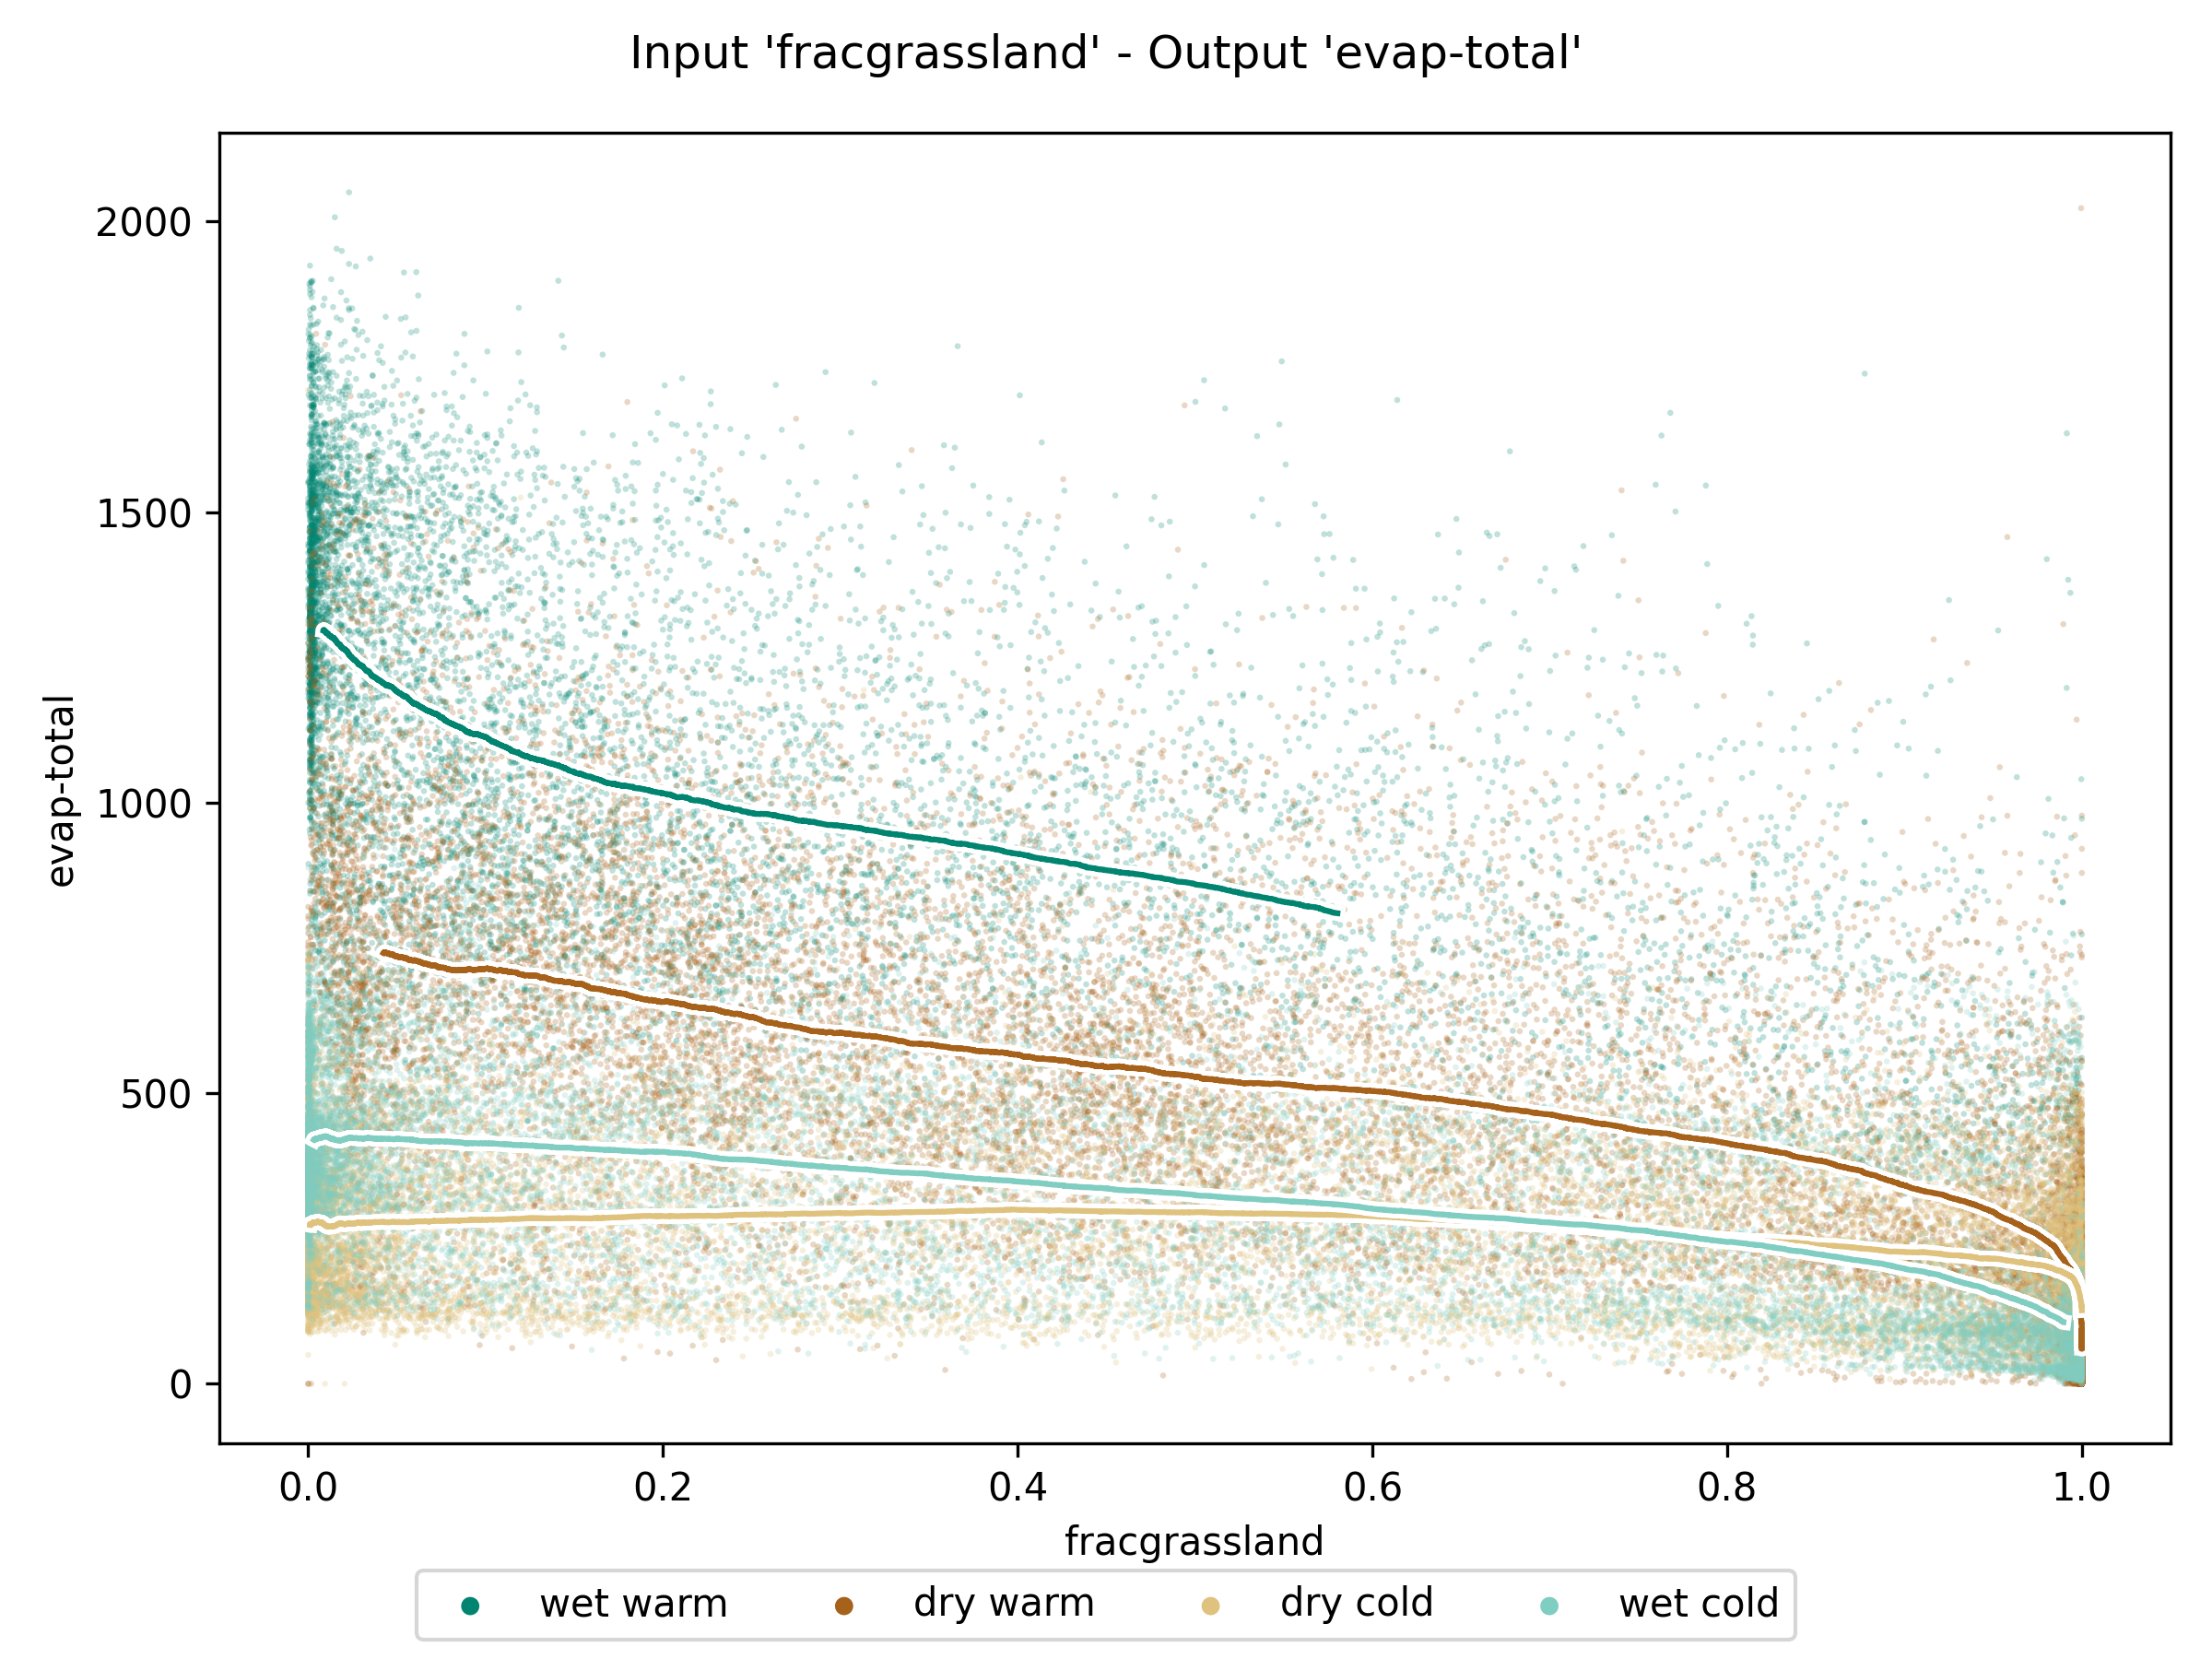 Input 'fracgrassland' - Output 'evap-total'
2000
1500
1000
500
0
evap-total
0.0 0.2 0.4 0.6 0.8 1.0
fracgrassland
wet warm dry warm dry cold wet cold